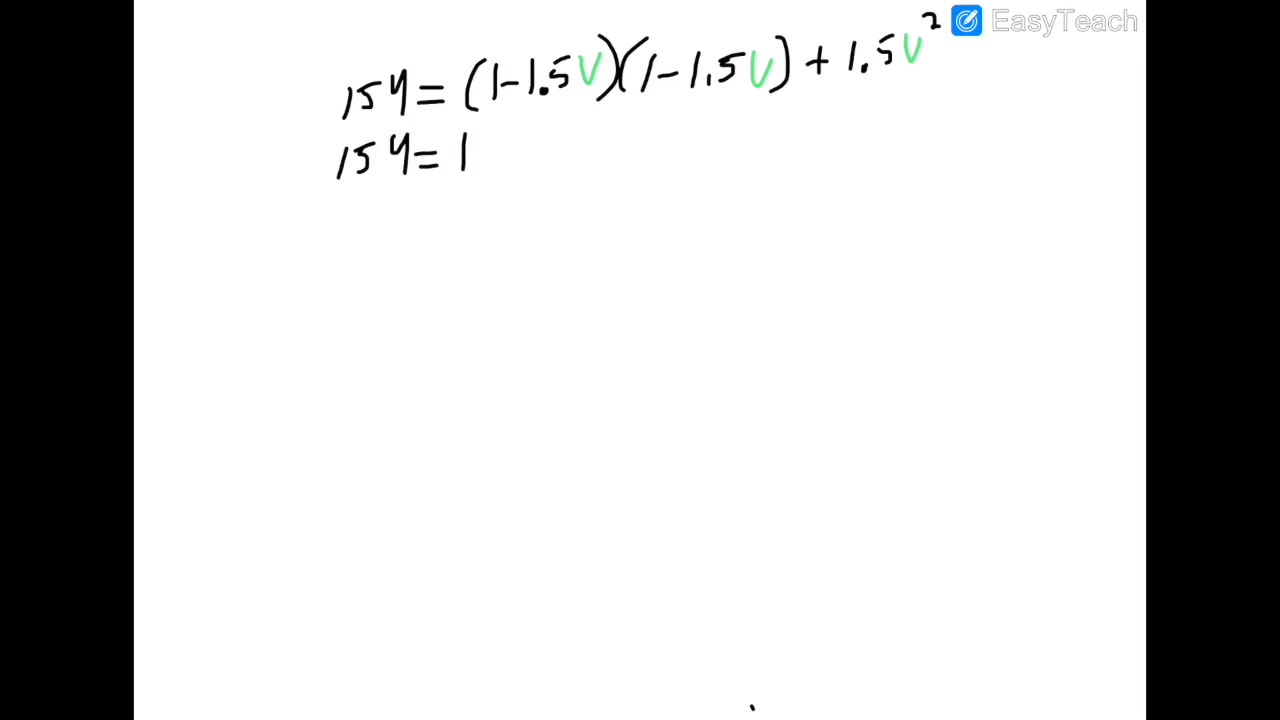 EasyTeach
154 = (1-1.5V)(1-1.5V) + 1.5V²
154 = 1